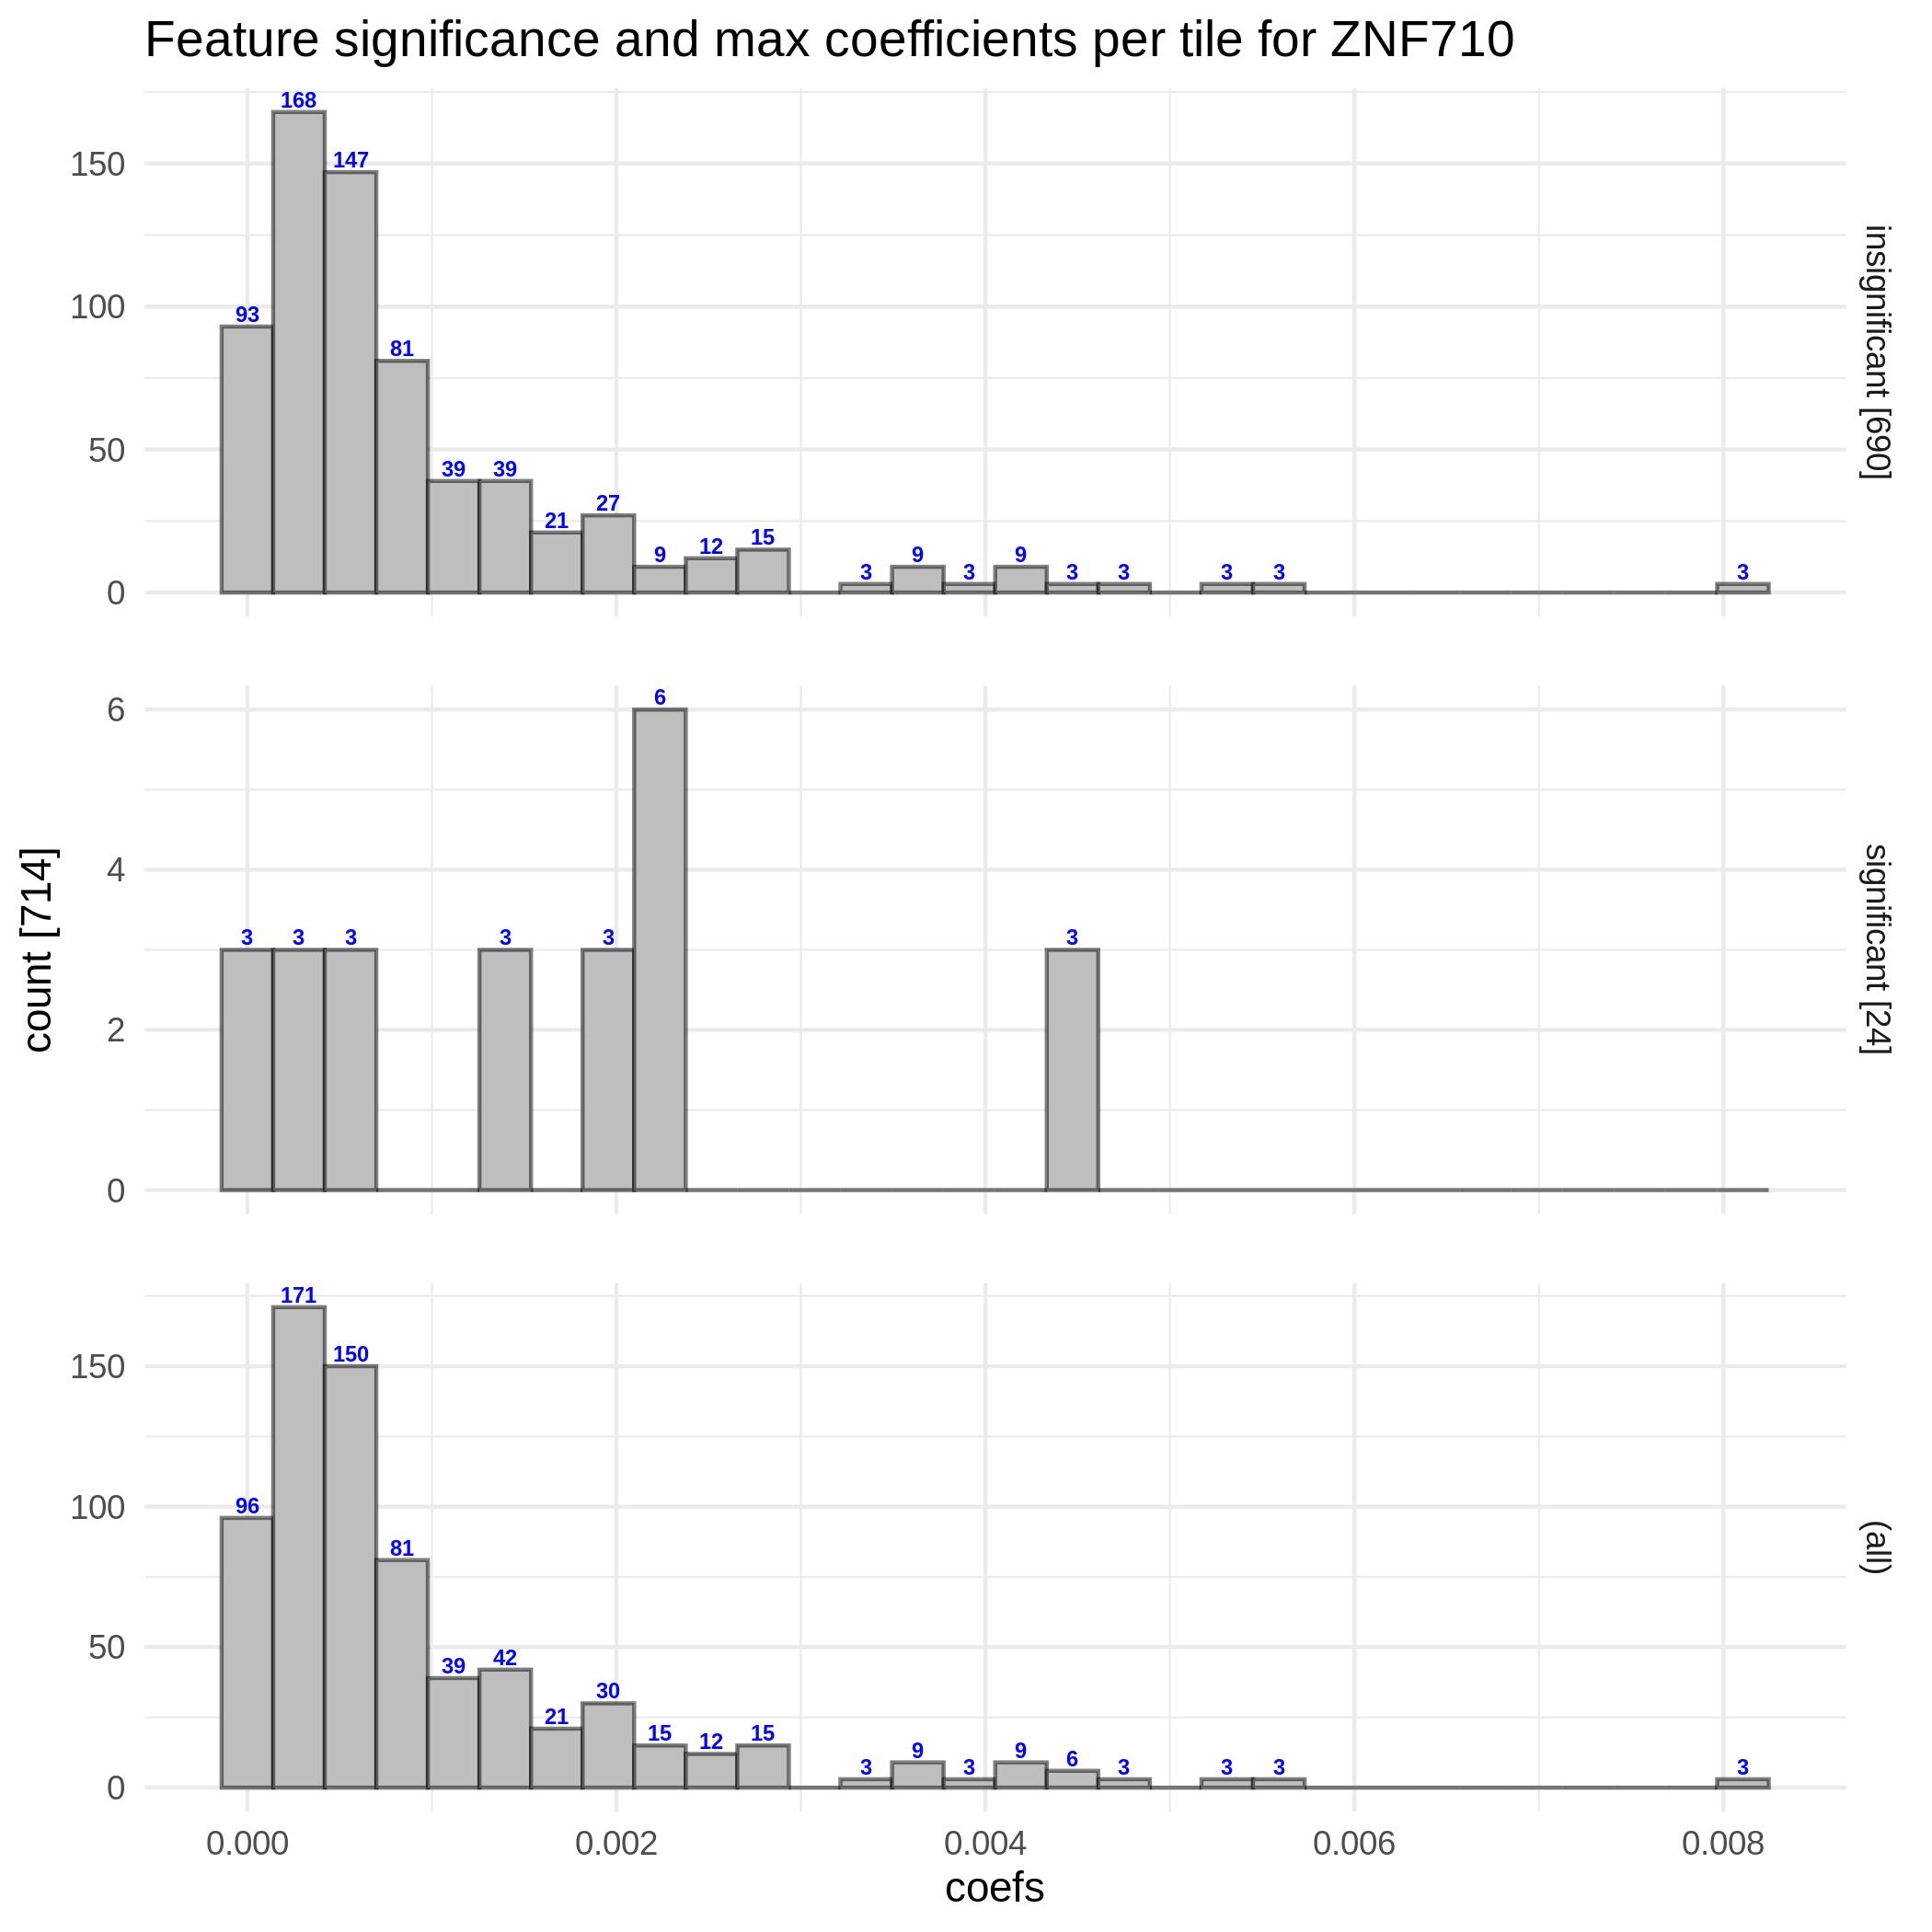 Feature significance and max coefficients per tile for ZNF710
168
147
93
81
39 39
21 27
9 12 15
3 9 3 9 3 3 3 3 3
150
100
50
0
insignificant [690]
6
3 3 3 3 3 3
6
4
2
0
significant [24]
count [714]
171
150
96
81
39 42
21 30
15 12 15
3 9 3 9 6 3 3 3 3
150
100
50
0
(all)
0.000 0.002 0.004 0.006 0.008
coefs